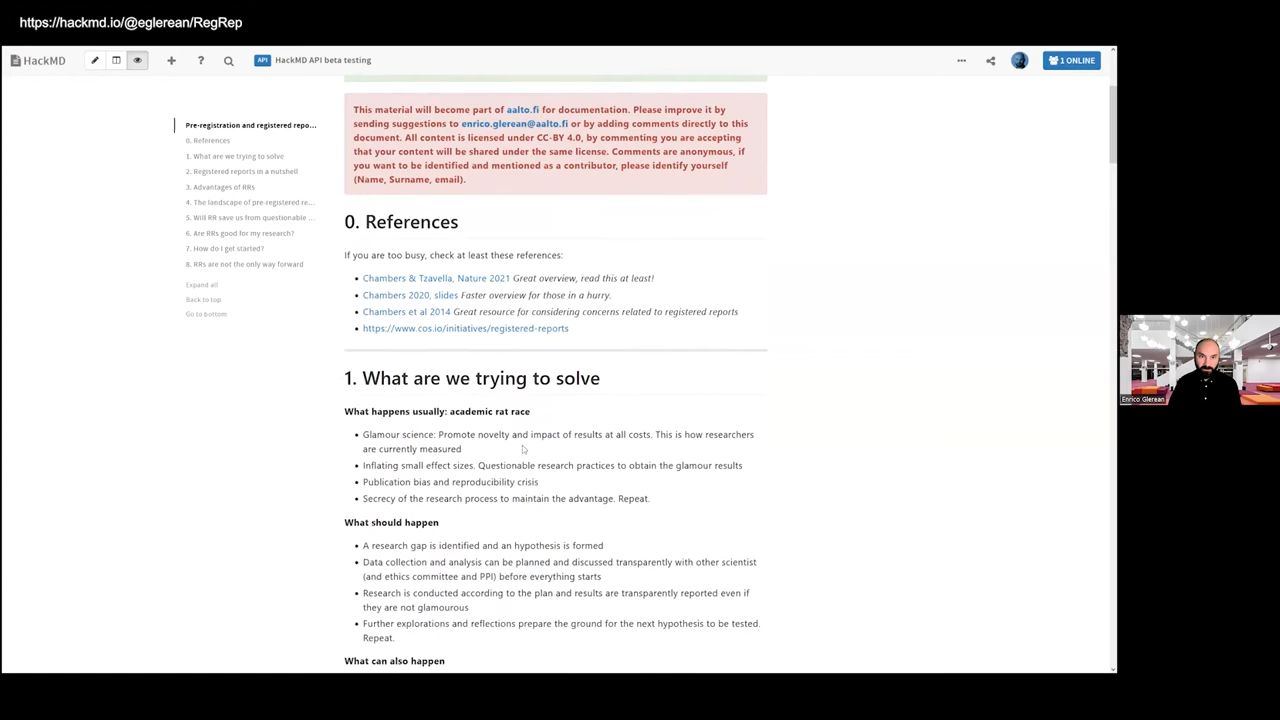 https://hackmd.io/@eglerean/RegRep
HackMD
API HackMD API beta testing
1 ONLINE
Pre-registration and registered repo...
0. References
1. What are we trying to solve
2. Registered reports in a nutshell
3. Advantages of RRs
4. The landscape of pre-registered re...
5. Will RR save us from questionable ...
6. Are RRs good for my research?
7. How do I get started?
8. RRs are not the only way forward
Expand all
Back to top
Go to bottom
This material will become part of aalto.fi for documentation. Please improve it by
sending suggestions to enrico.glerean@aalto.fi or by adding comments directly to this
document. All content is licensed under CC-BY 4.0, by commenting you are accepting
that your content will be shared under the same license. Comments are anonymous, if
you want to be identified and mentioned as a contributor, please identify yourself
(Name, Surname, email).
0. References
If you are too busy, check at least these references:
• Chambers & Tzavella, Nature 2021 Great overview, read this at least!
• Chambers 2020, slides Faster overview for those in a hurry.
• Chambers et al 2014 Great resource for considering concerns related to registered reports
• https://www.cos.io/initiatives/registered-reports
1. What are we trying to solve
What happens usually: academic rat race
• Glamour science: Promote novelty and impact of results at all costs. This is how researchers
are currently measured
• Inflating small effect sizes. Questionable research practices to obtain the glamour results
• Publication bias and reproducibility crisis
• Secrecy of the research process to maintain the advantage. Repeat.
What should happen
• A research gap is identified and an hypothesis is formed
• Data collection and analysis can be planned and discussed transparently with other scientist
(and ethics committee and PPI) before everything starts
• Research is conducted according to the plan and results are transparently reported even if
they are not glamourous
• Further explorations and reflections prepare the ground for the next hypothesis to be tested.
Repeat.
What can also happen
Enrico Glerean